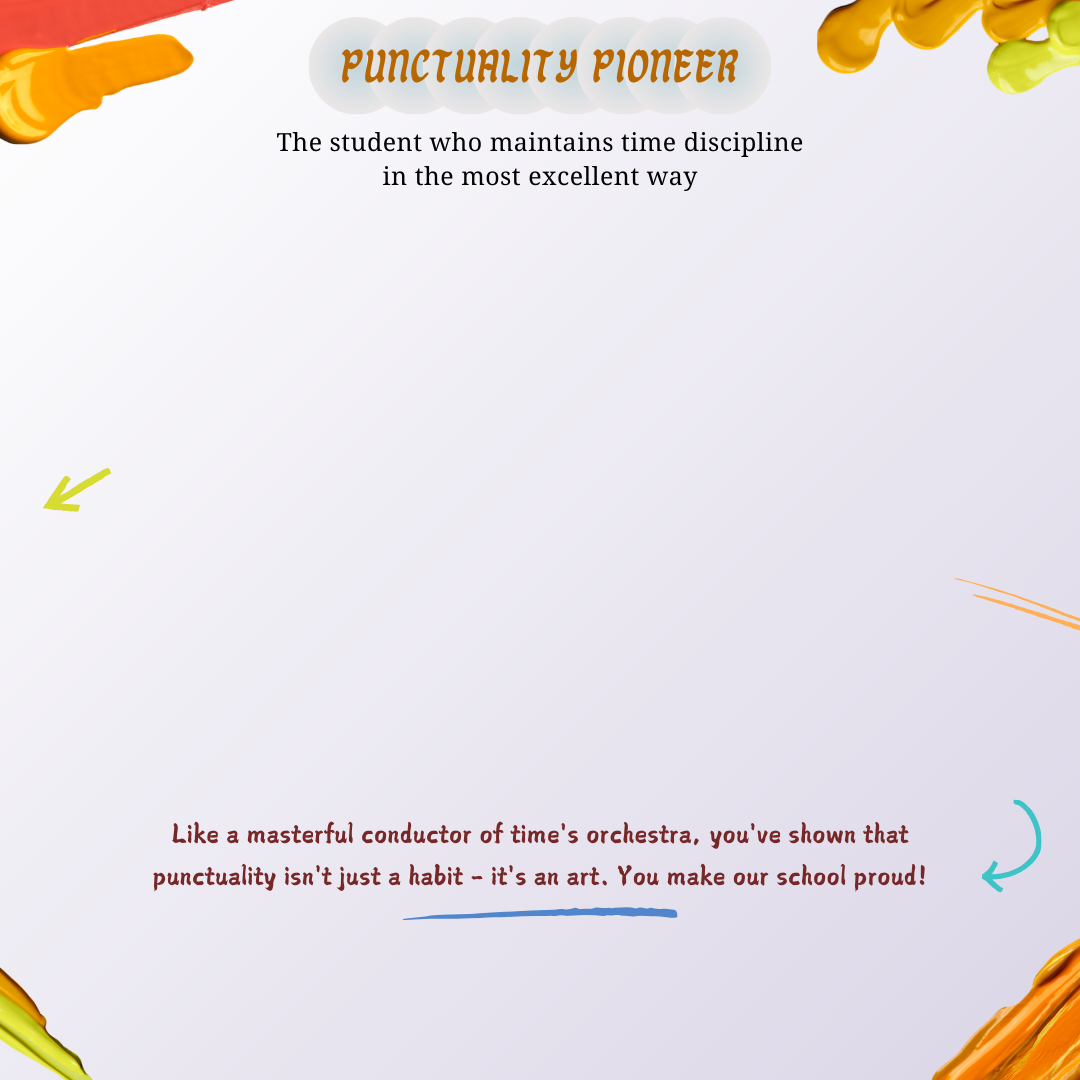 PUNCTUALITY PIONEER
The student who maintains time discipline
in the most excellent way
Like a masterful conductor of time's orchestra, you've shown that
punctuality isn't just a habit - it's an art. You make our school proud!